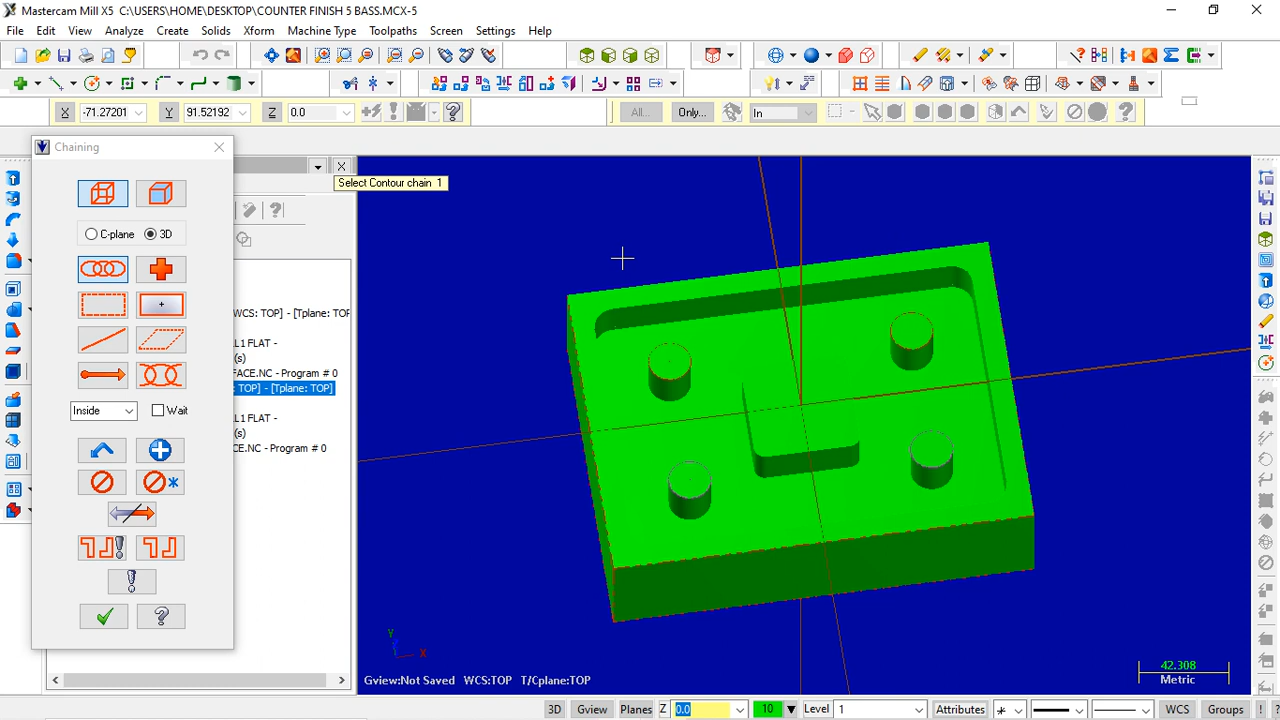 Mastercam Mill X5 C:\USERS\HOME\DESKTOP\COUNTER FINISH 5 BASS.MCX-5
File Edit View Analyze Create Solids Xform Machine Type Toolpaths Screen Settings Help
X -71.27201 Y 91.52192 Z 0.0 All... Only... In
Chaining
Select Contour chain 1
C-plane 3D
WCS: TOP] - [Tplane: TOP
L1 FLAT -
(s)
FACE.NC - Program # 0
: TOP] - [Tplane: TOP]
L1 FLAT -
(s)
CE.NC - Program # 0
Inside Wait
Y
X
Gview:Not Saved WCS:TOP T/Cplane:TOP
42.308
Metric
3D Gview Planes Z 0.0 10 Level 1 Attributes WCS Groups ! ?